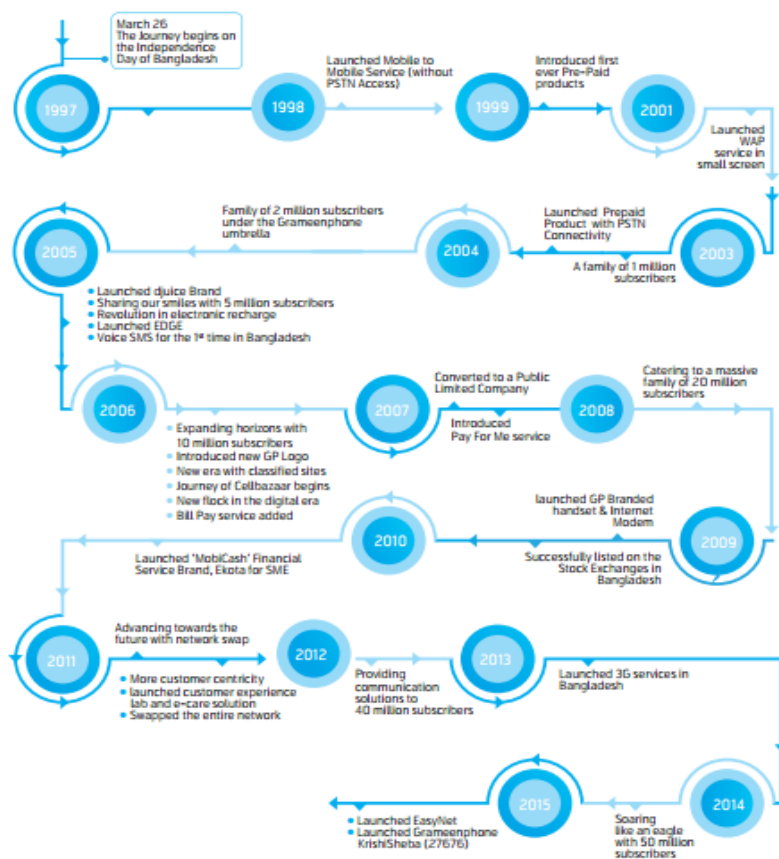 March 26
The Journey begins on
the Independence
Day of Bangladesh
1997
1998
Launched Mobile to
Mobile Service (without
PSTN Access)
1999
Introduced first
ever Pre-Paid
products
2001
Launched
WAP
service in
small screen
2003
A family of 1 million
subscribers
Launched Prepaid
Product with PSTN
Connectivity
2004
Family of 2 million subscribers
under the Grameenphone
umbrella
2005
• Launched djuice Brand
• Sharing our smiles with 5 million subscribers
• Revolution in electronic recharge
• Launched EDGE
• Voice SMS for the 1st time in Bangladesh
2006
• Expanding horizons with
10 million subscribers
• Introduced new GP Logo
• New era with classified sites
• Journey of Cellbazaar begins
• New flock in the digital era
• Bill Pay service added
2007
Converted to a Public
Limited Company
Introduced
Pay For Me service
2008
Catering to a massive
family of 20 million
subscribers
2009
launched GP Branded
handset & Internet
Modem
Successfully listed on the
Stock Exchanges in
Bangladesh
2010
Launched 'MobiCash' Financial
Service Brand, Ekota for SME
2011
Advancing towards the
future with network swap
• More customer centricity
• launched customer experience
lab and e-care solution
• Swapped the entire network
2012
Providing
communication
solutions to
40 million subscribers
2013
Launched 3G services in
Bangladesh
2014
Soaring
like an eagle
with 50 million
subscribers
2015
• Launched EasyNet
• Launched Grameenphone
KrishiSheba (27676)